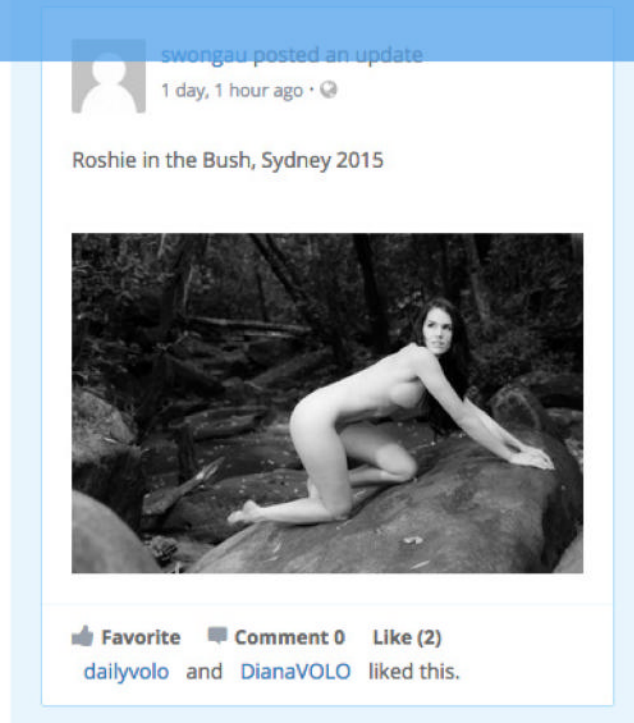 swongau posted an update
1 day, 1 hour ago ·
Roshie in the Bush, Sydney 2015
Favorite Comment 0 Like (2)
dailyvolo and DianaVOLO liked this.